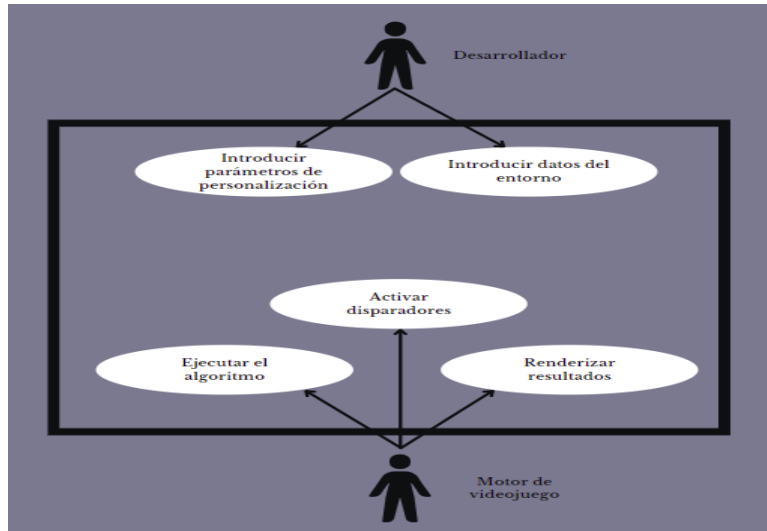 Desarrollador
Introducir
parámetros de
personalización
Introducir datos del
entorno
Activar
disparadores
Ejecutar el
algoritmo
Renderizar
resultados
Motor de
videojuego